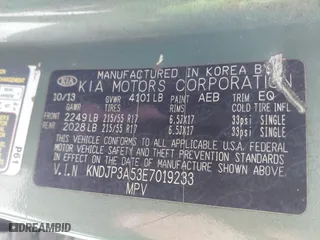 MANUFACTURED IN KOREA BY
KIA KIA MOTORS CORPORATION
10/13 GVWR 4101LB PAINT AEB TRIM EQ
GAWR TIRES RIMS COLD TIRE INFL
FRONT 2249LB 215/55 R17 6.5JX17 33psi SINGLE
REAR 2028LB 215/55 R17 6.5JX17 33psi SINGLE
THIS VEHICLE CONFORMS TO ALL APPLICABLE U.S.A. FEDERAL
MOTOR VEHICLE SAFETY, BUMPER, AND THEFT PREVENTION
STANDARDS IN EFFECT ON THE DATE OF MANUFACTURE
SHOWN ABOVE.
V.I.N KNDJP3A53E7019233
MPV
P61